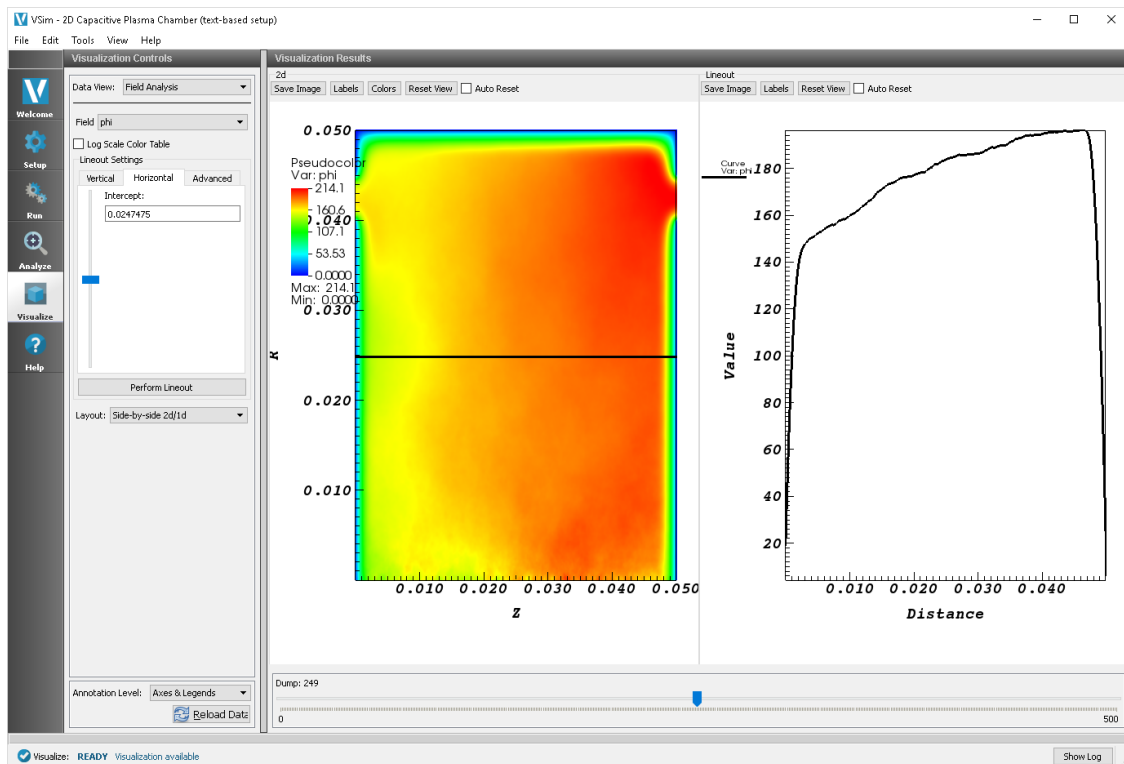 VSim - 2D Capacitive Plasma Chamber (text-based setup)
File Edit Tools View Help
Welcome
Setup
Run
Analyze
Visualize
Help
Visualization Controls
Data View: Field Analysis
Field phi
Log Scale Color Table
Lineout Settings
Vertical Horizontal Advanced
Intercept:
0.0247475
Perform Lineout
Layout: Side-by-side 2d/1d
Annotation Level: Axes & Legends
Reload Data
Visualization Results
2d
Save Image Labels Colors Reset View Auto Reset
Pseudocolor
Var: phi
214.1
160.6
107.1
53.53
0.0000
Max: 214.1
Min: 0.0000
0.050
0.040
0.030
0.020
0.010
R
0.010 0.020 0.030 0.040 0.050
Z
Lineout
Save Image Labels Reset View Auto Reset
Curve
Var: phi
180
160
140
120
100
80
60
40
20
Value
0.010 0.020 0.030 0.040
Distance
Dump: 249
0 500
Visualize: READY Visualization available
Show Log